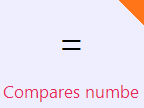 =
Compares numbe